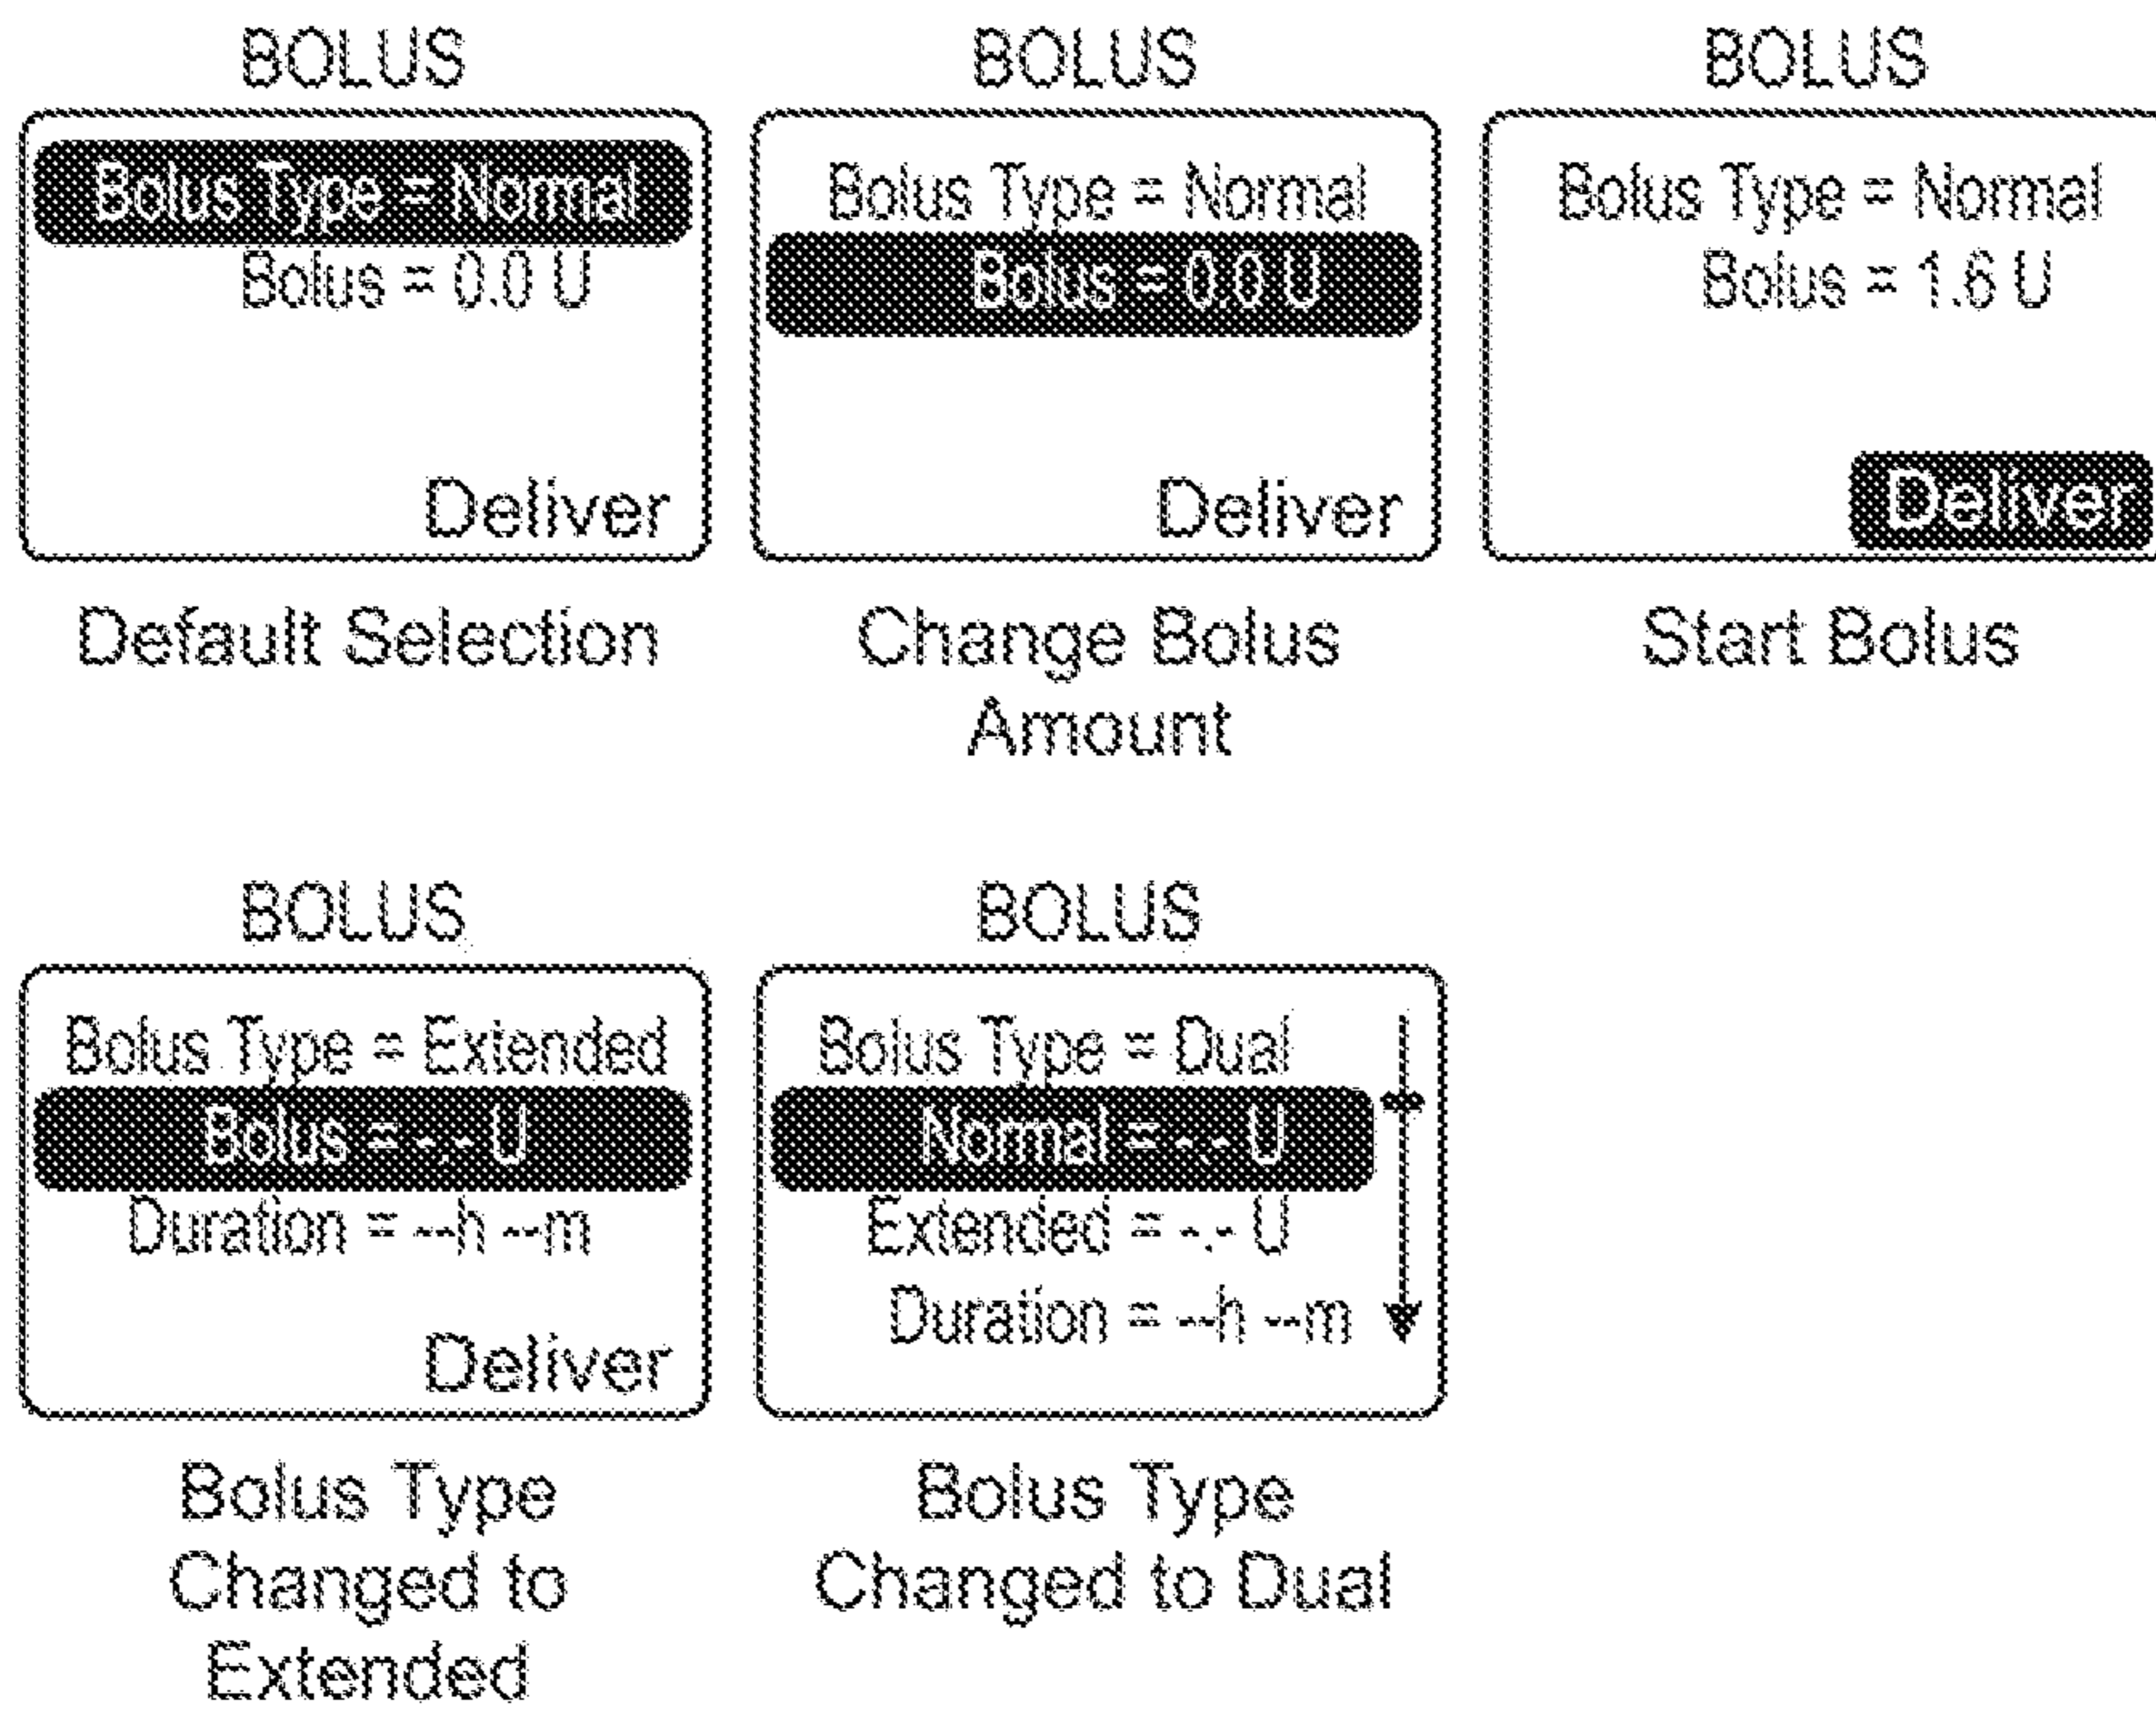 BOLUS
Bolus Type = Normal
Bolus = 0.0 U
Deliver
Default Selection
BOLUS
Bolus Type = Normal
Bolus = 0.0 U
Deliver
Change Bolus
Amount
BOLUS
Bolus Type = Normal
Bolus = 1.6 U
Deliver
Start Bolus
BOLUS
Bolus Type = Extended
Bolus = -.- U
Duration = --h --m
Deliver
Bolus Type
Changed to
Extended
BOLUS
Bolus Type = Dual
Normal = -.- U
Extended = -.- U
Duration = --h --m
Bolus Type
Changed to Dual